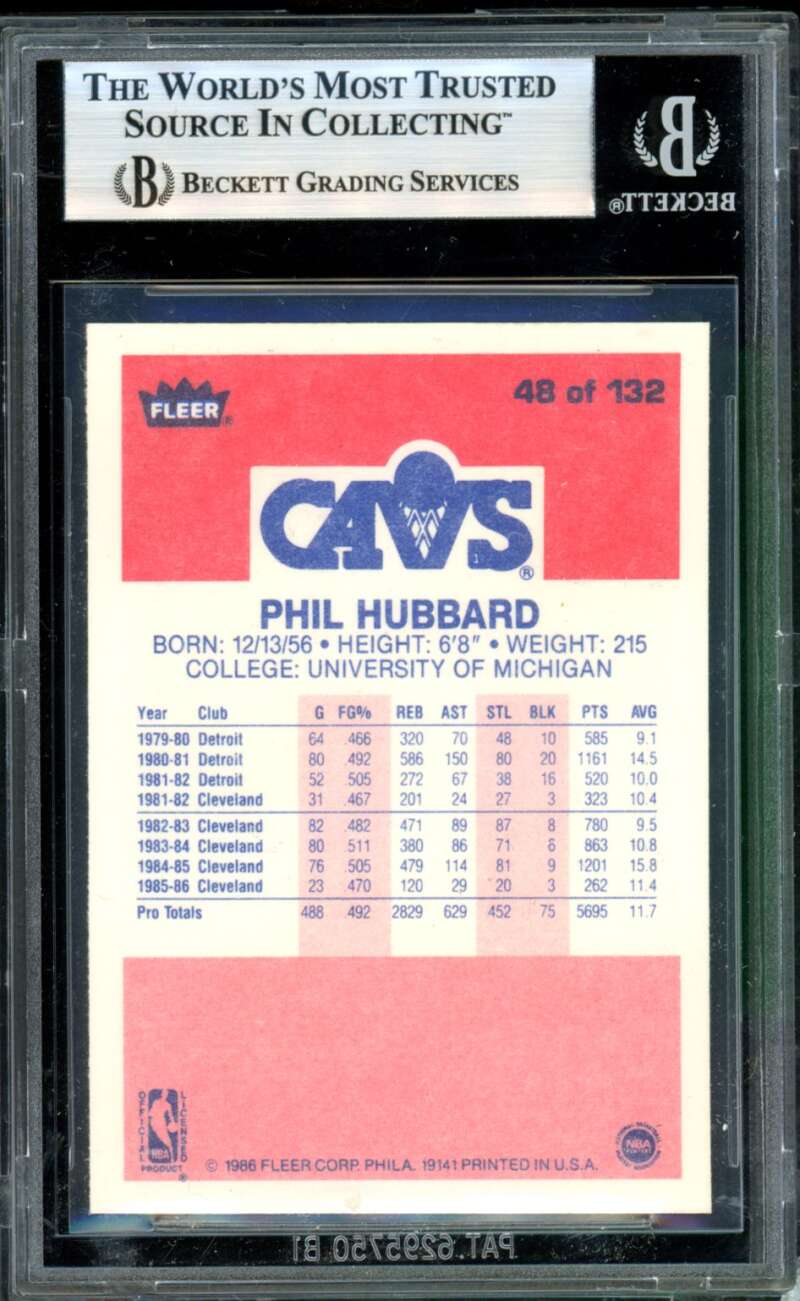 THE WORLD'S MOST TRUSTED
SOURCE IN COLLECTING™
B BECKETT GRADING SERVICES
B
BECKETT®
FLEER®
48 of 132
CAVS®
PHIL HUBBARD
BORN: 12/13/56 • HEIGHT: 6'8" • WEIGHT: 215
COLLEGE: UNIVERSITY OF MICHIGAN
Year Club G FG% REB AST STL BLK PTS AVG
1979-80 Detroit 64 .466 320 70 48 10 585 9.1
1980-81 Detroit 80 .492 586 150 80 20 1161 14.5
1981-82 Detroit 52 .505 272 67 38 16 520 10.0
1981-82 Cleveland 31 .467 201 24 27 3 323 10.4
1982-83 Cleveland 82 .482 471 89 87 8 780 9.5
1983-84 Cleveland 80 .511 380 86 71 6 863 10.8
1984-85 Cleveland 76 .505 479 114 81 9 1201 15.8
1985-86 Cleveland 23 .470 120 29 20 3 262 11.4
Pro Totals 488 .492 2829 629 452 75 5695 11.7
OFFICIAL LICENSED
NBA
PRODUCT®
© 1986 FLEER CORP. PHILA. 19141 PRINTED IN U.S.A.
NBA
PAT.6295750 B1